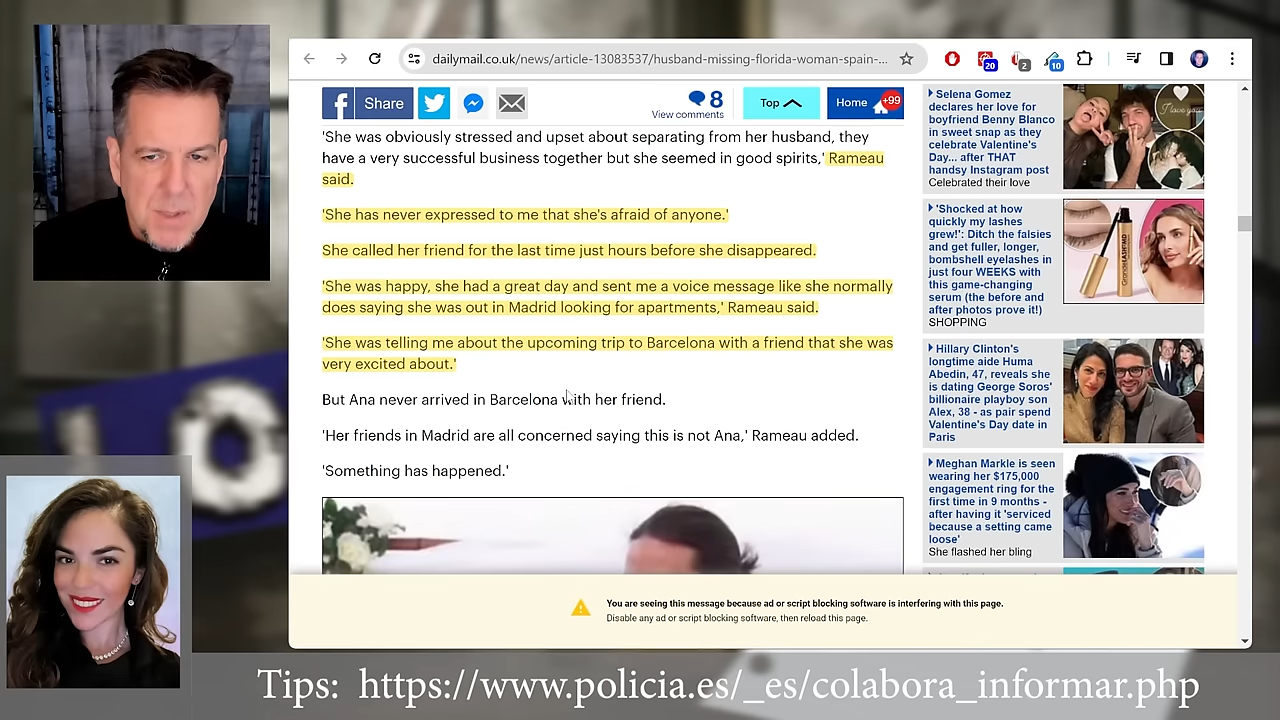 dailymail.co.uk/news/article-13083537/husband-missing-florida-woman-spain-...
20
2
10
Share
8
View comments
Top
Home
+99
'She was obviously stressed and upset about separating from her husband, they
have a very successful business together but she seemed in good spirits,' Rameau
said.
'She has never expressed to me that she's afraid of anyone.'
She called her friend for the last time just hours before she disappeared.
'She was happy, she had a great day and sent me a voice message like she normally
does saying she was out in Madrid looking for apartments,' Rameau said.
'She was telling me about the upcoming trip to Barcelona with a friend that she was
very excited about.'
But Ana never arrived in Barcelona with her friend.
'Her friends in Madrid are all concerned saying this is not Ana,' Rameau added.
'Something has happened.'
Selena Gomez
declares her love for
boyfriend Benny Blanco
in sweet snap as they
celebrate Valentine's
Day... after THAT
handsy Instagram post
Celebrated their love
I love you
'Shocked at how
quickly my lashes
grew!': Ditch the falsies
and get fuller, longer,
bombshell eyelashes in
just four WEEKS with
this game-changing
serum (the before and
after photos prove it!)
SHOPPING
Hillary Clinton's
longtime aide Huma
Abedin, 47, reveals she
is dating George Soros'
billionaire playboy son
Alex, 38 - as pair spend
Valentine's Day date in
Paris
Meghan Markle is seen
wearing her $175,000
engagement ring for the
first time in 9 months -
after having it 'serviced
because a setting came
loose'
She flashed her bling
You are seeing this message because ad or script blocking software is interfering with this page.
Disable any ad or script blocking software, then reload this page.
Tips: https://www.policia.es/_es/colabora_informar.php